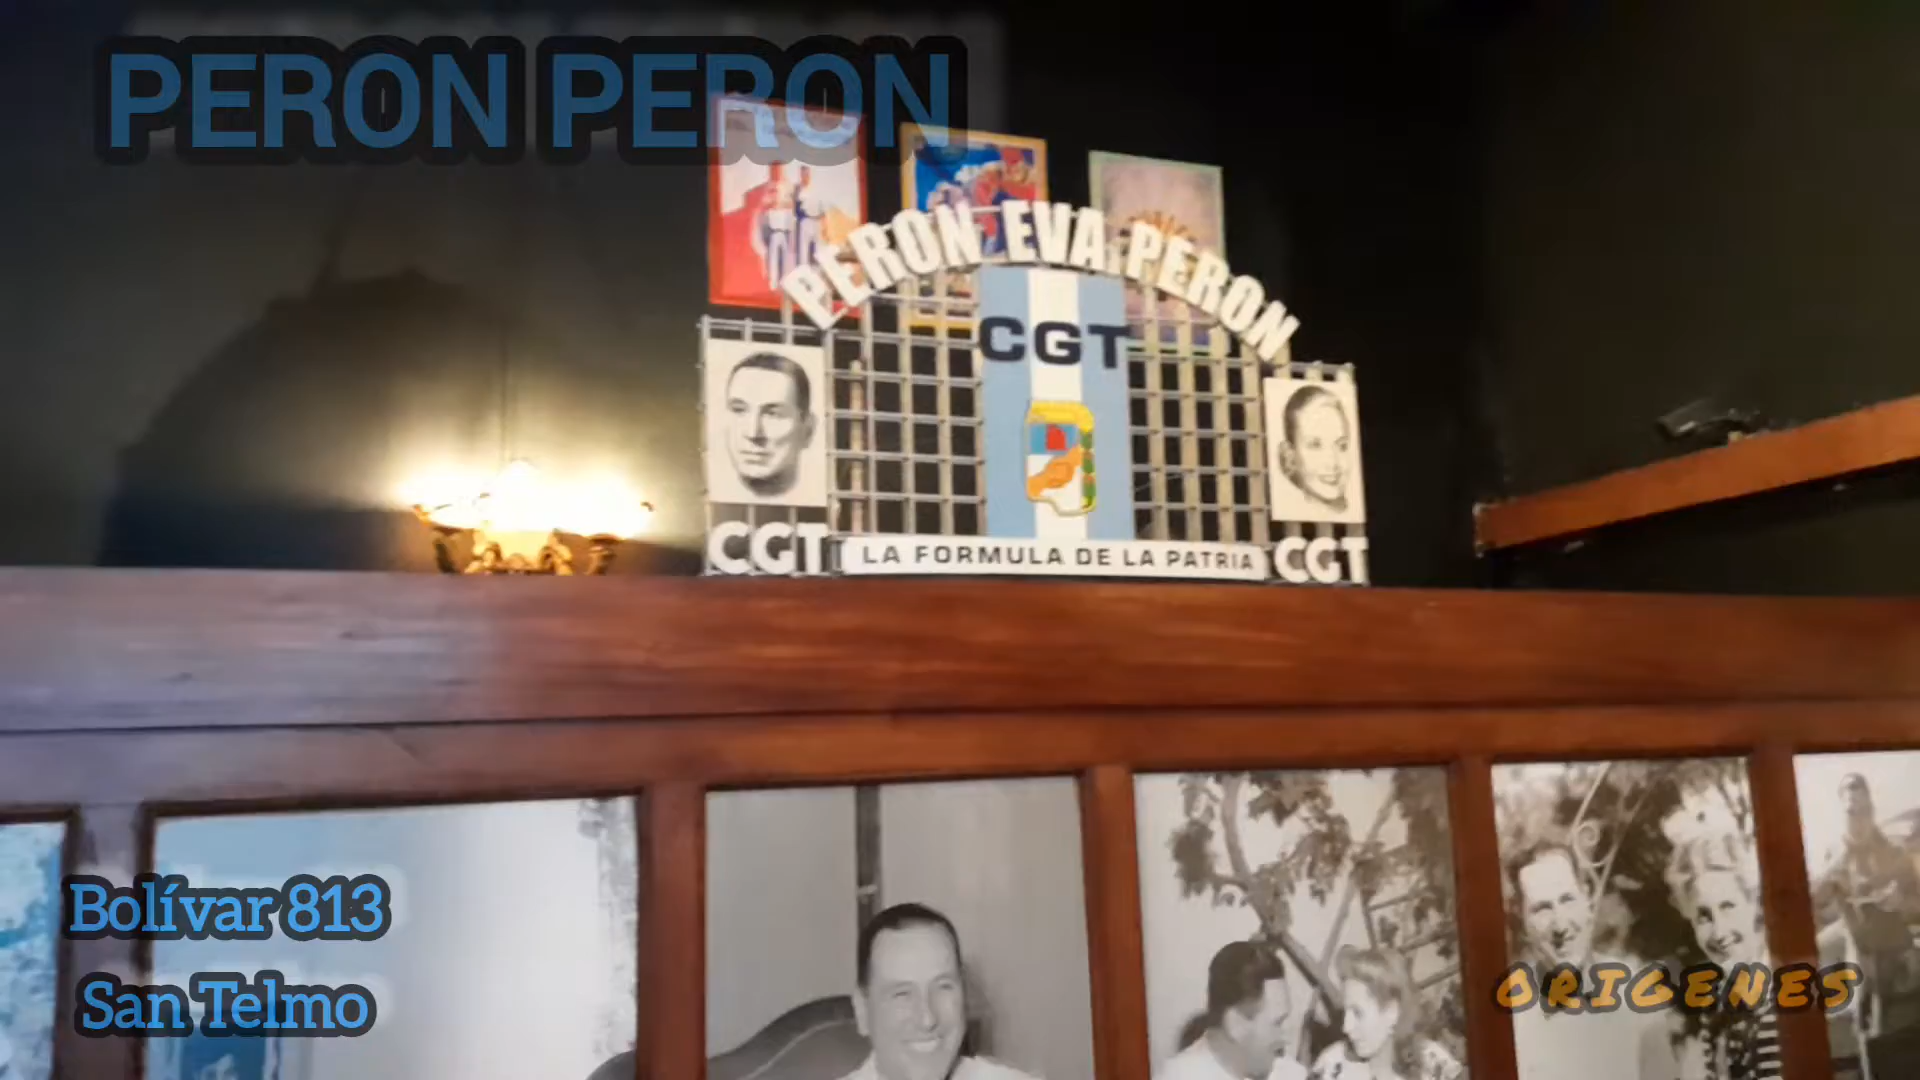 PERON PERON
PERON EVA PERON
CGT
CGT
LA FORMULA DE LA PATRIA
CGT
Bolívar 813
San Telmo
ORIGENES